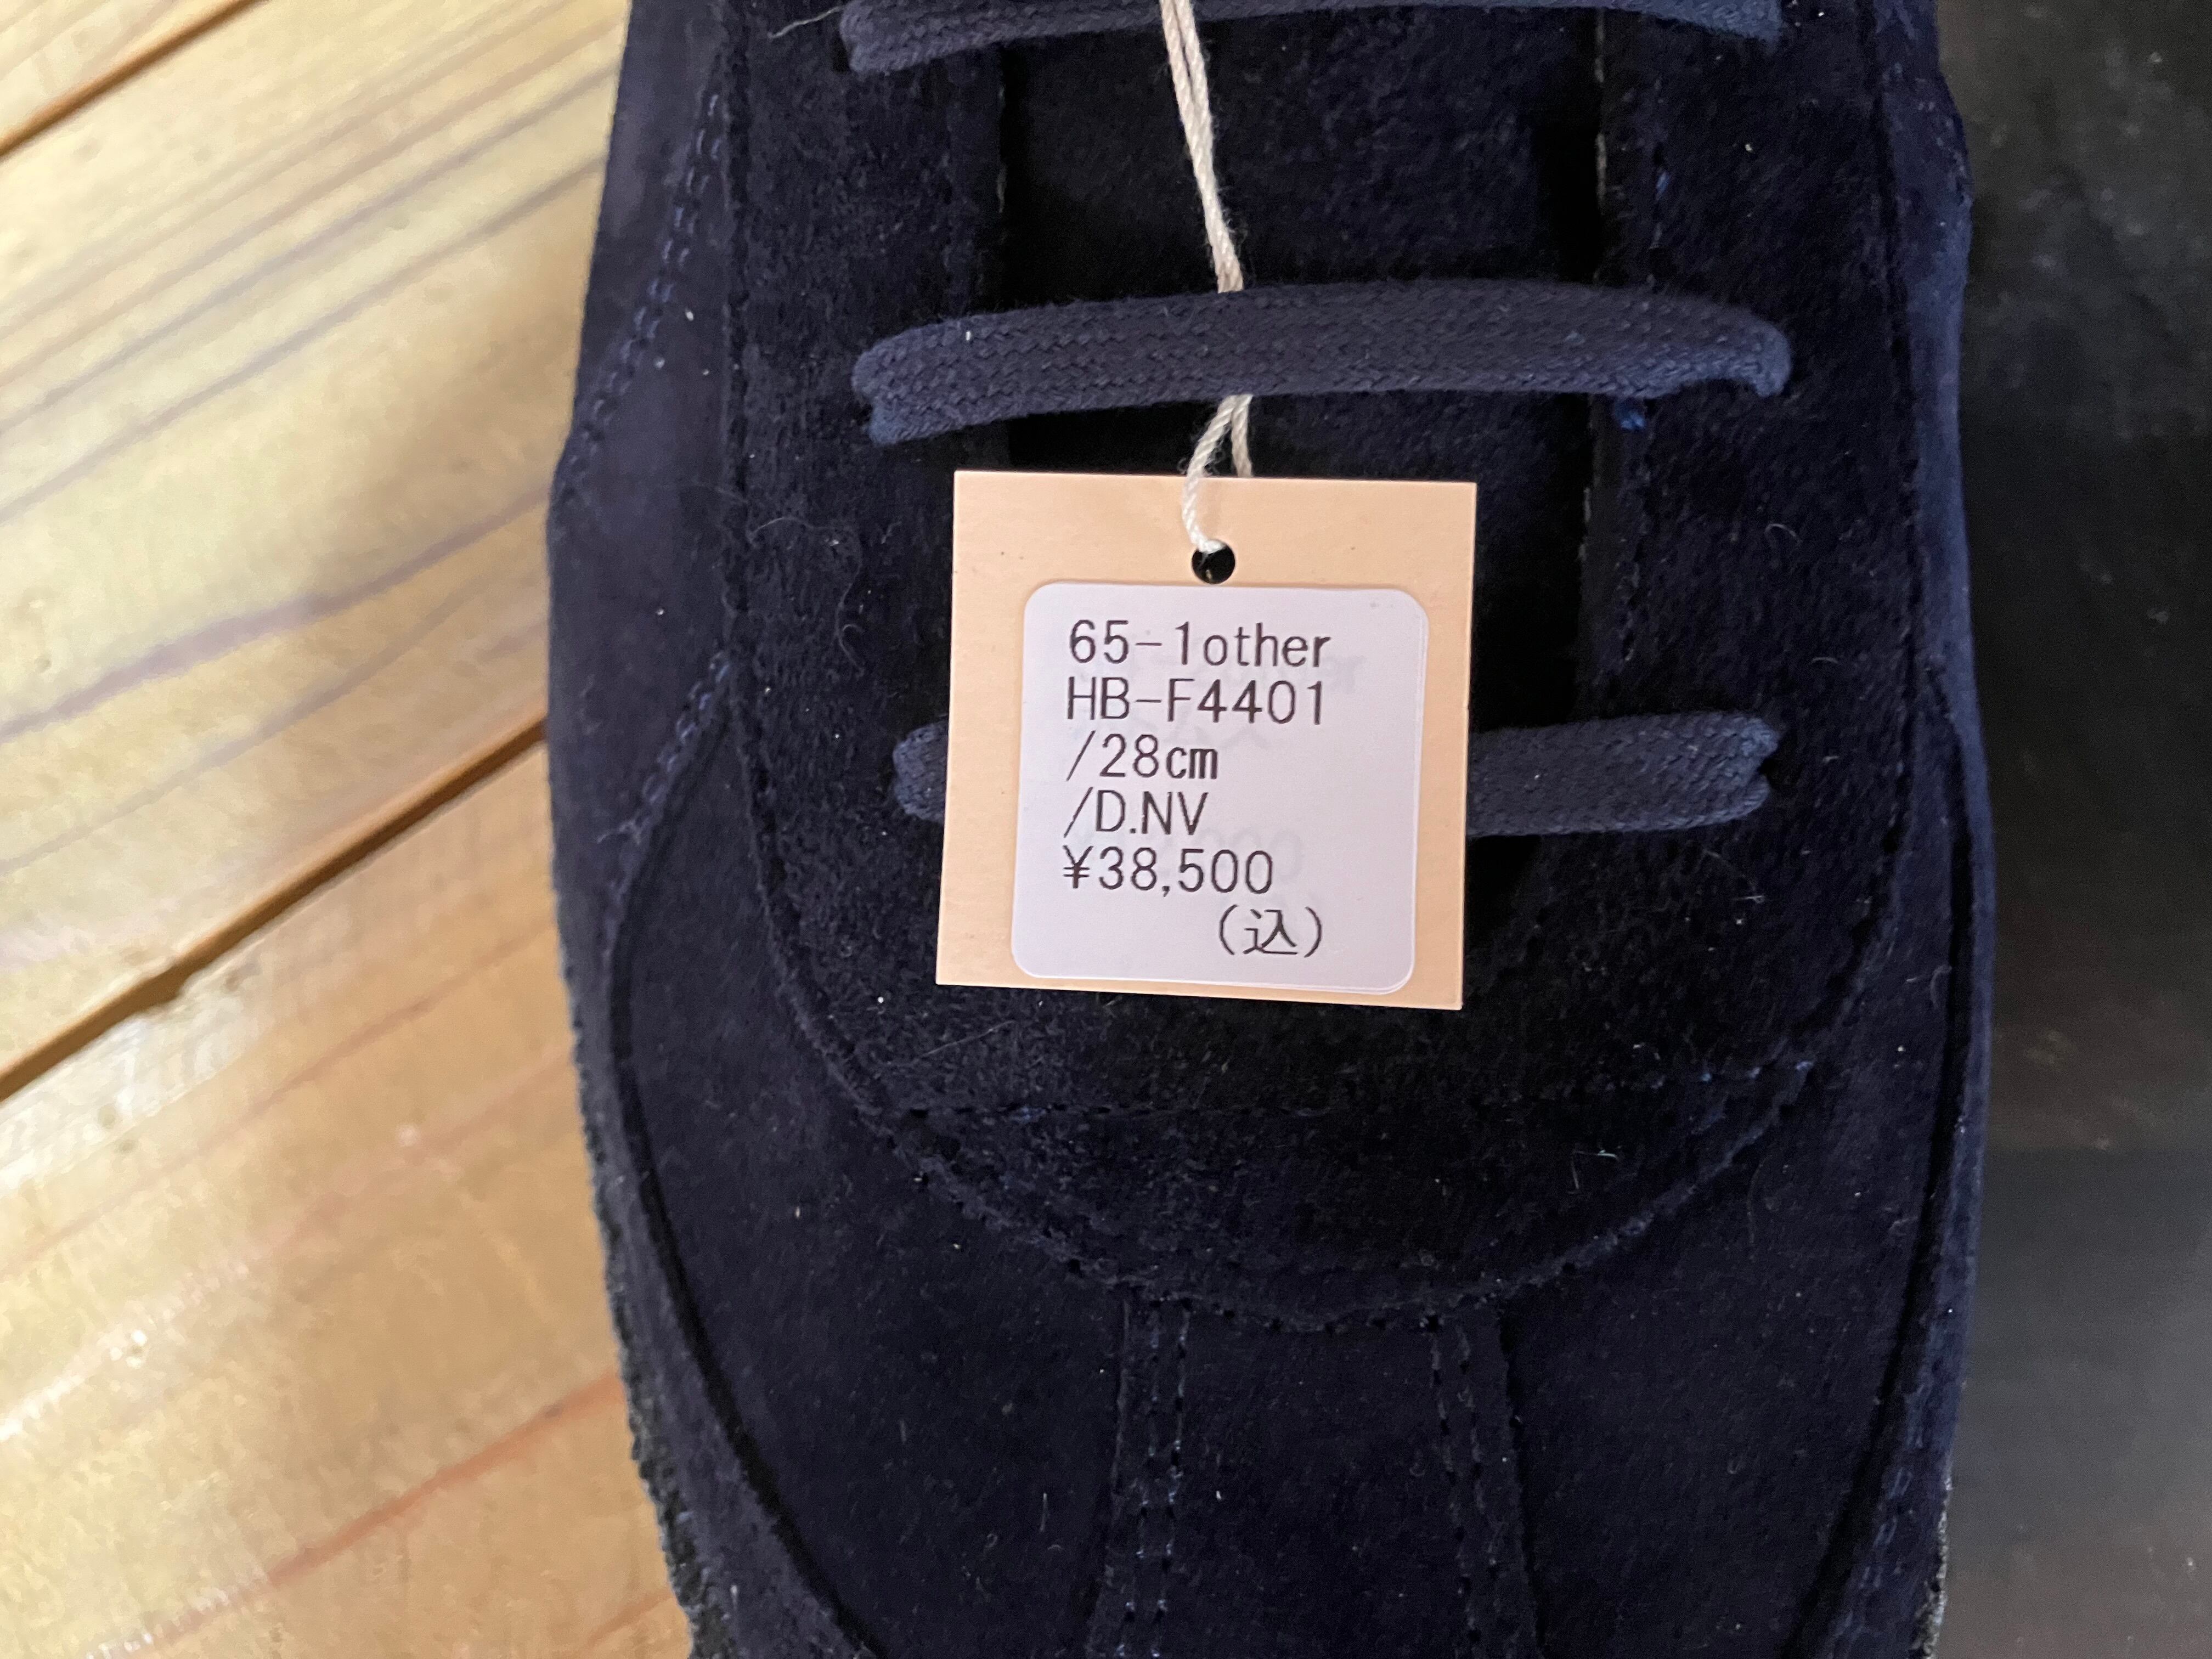 65-1other
HB-F4401
/28cm
/D.NV
¥38,500
(込)